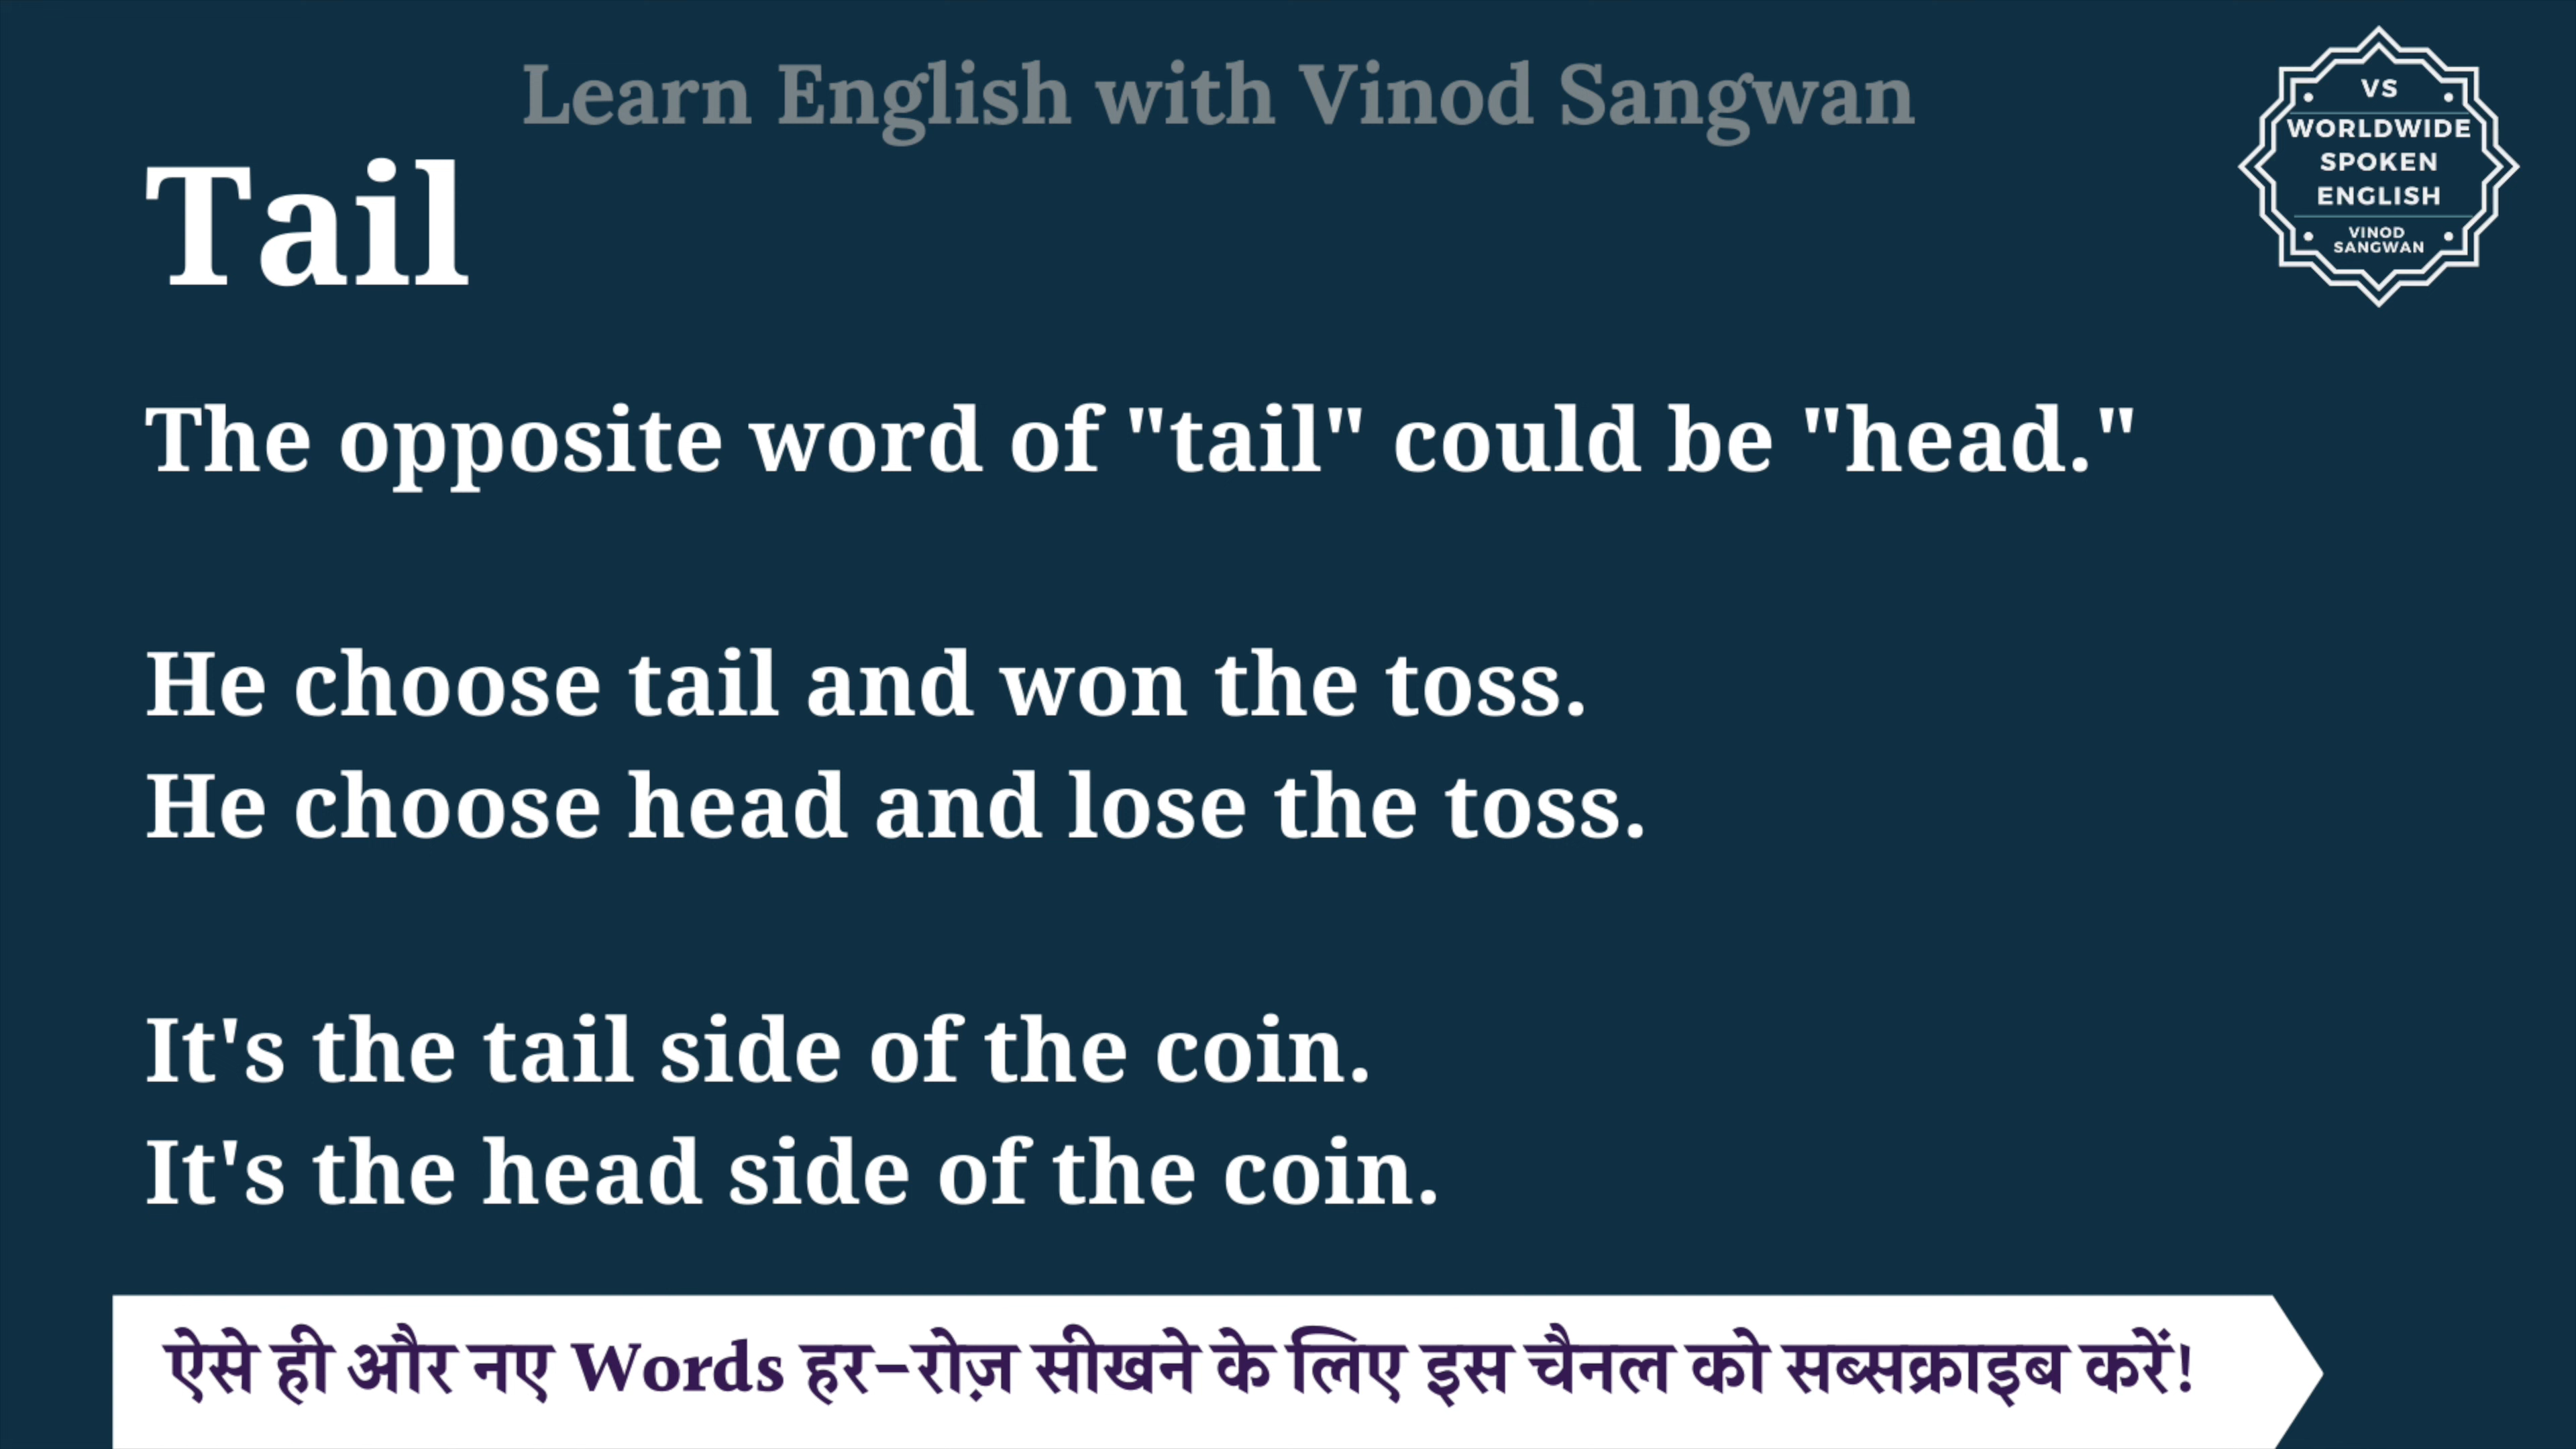 Learn English with Vinod Sangwan
VS
WORLDWIDE
SPOKEN
ENGLISH
VINOD
SANGWAN
Tail
The opposite word of "tail" could be "head."
He choose tail and won the toss.
He choose head and lose the toss.
It's the tail side of the coin.
It's the head side of the coin.
ऐसे ही और नए Words हर-रोज़ सीखने के लिए इस चैनल को सब्सक्राइब करें!